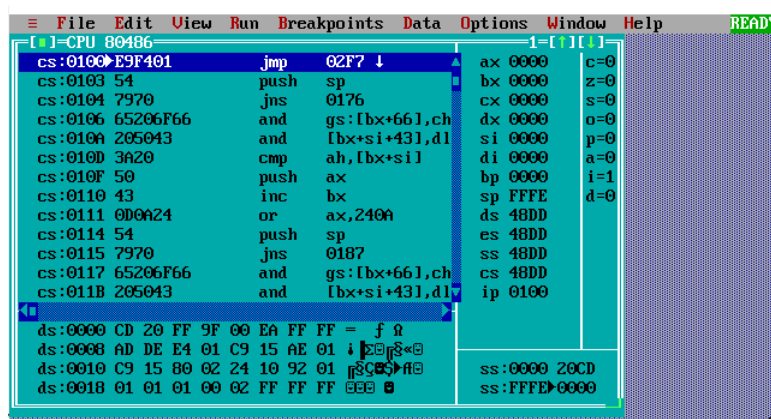 ≡ File Edit View Run Breakpoints Data Options Window Help READY
[■]=CPU 80486 1=[↑][↓]
cs:0100►E9F401 jmp 02F7 ↓ ax 0000 c=0
cs:0103 54 push sp bx 0000 z=0
cs:0104 7970 jns 0176 cx 0000 s=0
cs:0106 65206F66 and gs:[bx+66],ch dx 0000 o=0
cs:010A 205043 and [bx+si+43],dl si 0000 p=0
cs:010D 3A20 cmp ah,[bx+si] di 0000 a=0
cs:010F 50 push ax bp 0000 i=1
cs:0110 43 inc bx sp FFFE d=0
cs:0111 0D0A24 or ax,240A ds 48DD
cs:0114 54 push sp es 48DD
cs:0115 7970 jns 0187 ss 48DD
cs:0117 65206F66 and gs:[bx+66],ch cs 48DD
cs:011B 205043 and [bx+si+43],dl ip 0100
ds:0000 CD 20 FF 9F 00 EA FF FF = ƒ Ω
ds:0008 AD DE E4 01 C9 15 AE 01 ¡▐Σ☺╔§«☺
ds:0010 C9 15 80 02 24 10 92 01 ╔§Ç☻$►Æ☺ ss:0000 20CD
ds:0018 01 01 01 00 02 FF FF FF ☺☺☺ ☻ ss:FFFE►0000